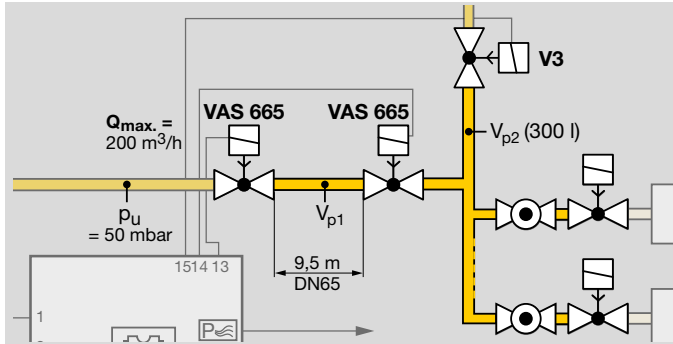 V3
VAS 665 VAS 665
Qmax. =
200 m³/h
Vp2 (300 l)
Vp1
pu
= 50 mbar
9,5 m
DN65
1514 13
1
P